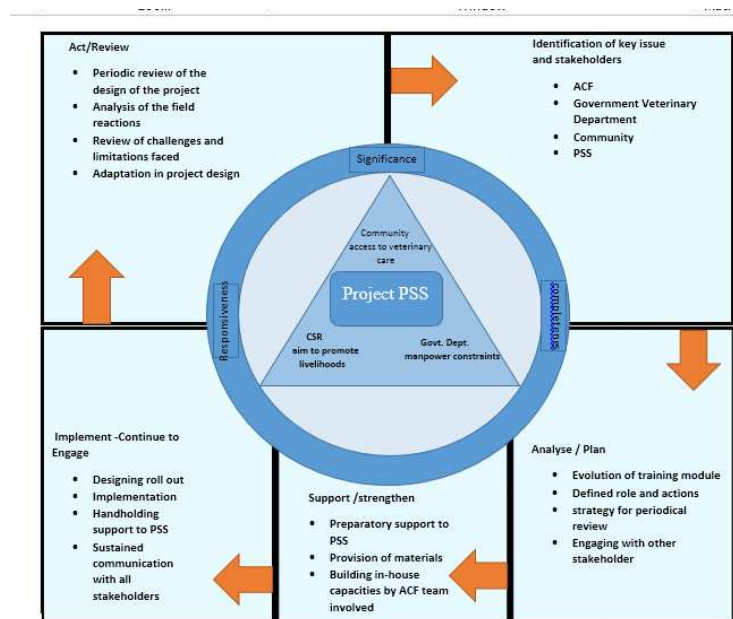 Act/Review
• Periodic review of the
design of the project
• Analysis of the field
reactions
• Review of challenges and
limitations faced
• Adaptation in project design
Identification of key issue
and stakeholders
• ACF
• Government Veterinary
Department
• Community
• PSS
Significance
Community
access to veterinary
care
Project PSS
CSR
aim to promote
livelihoods
Govt. Dept.
manpower constraints
Responsiveness
Implement -Continue to
Engage
• Designing roll out
• Implementation
• Handholding
support to PSS
• Sustained
communication
with all
stakeholders
Support /strengthen
• Preparatory support to
PSS
• Provision of materials
• Building in-house
capacities by ACF team
involved
Analyse / Plan
• Evolution of training module
• Defined role and actions
• strategy for periodical
review
• Engaging with other
stakeholder